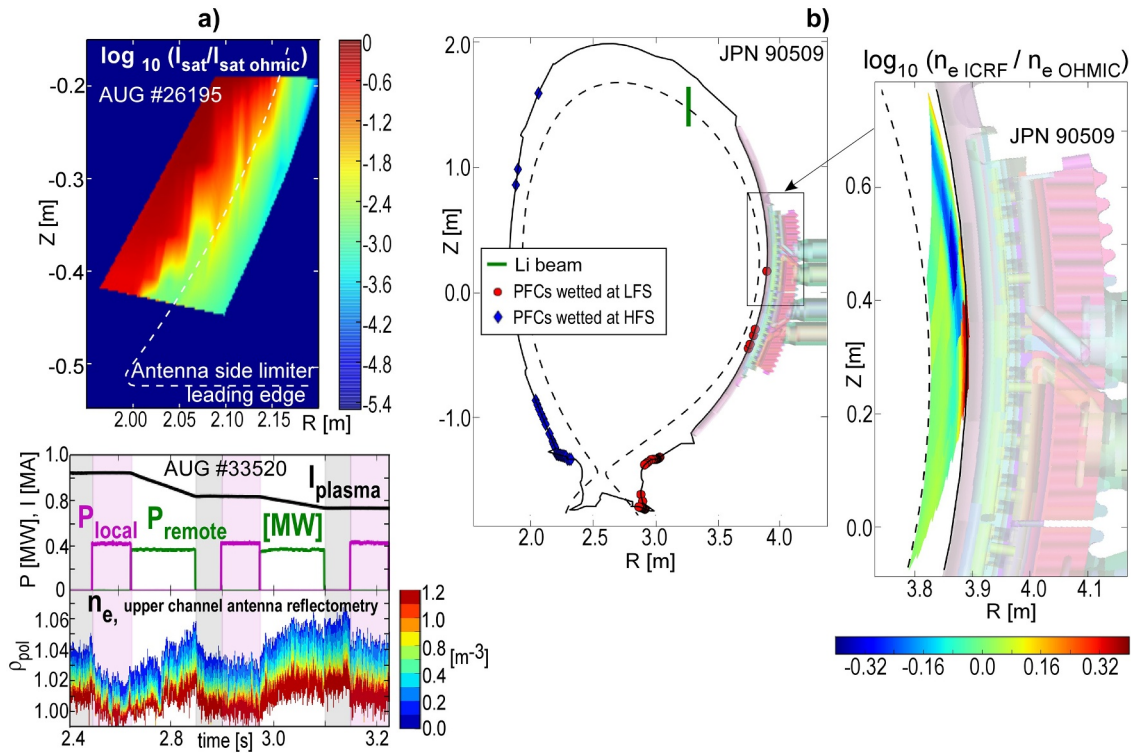 a)
log 10 (Isat/Isat ohmic)
AUG #26195
0
-0.6
-1.2
-1.8
-2.4
-3.0
-3.6
-4.2
-4.8
-5.4
-0.2
-0.3
-0.4
-0.5
Z [m]
Antenna side limiter
leading edge
2.00
2.05
2.10
2.15
R [m]
AUG #33520
Iplasma
Plocal
Premote
[MW]
P [MW], I [MA]
1.0
0.8
0.6
0.4
0.2
0
ne, upper channel antenna reflectometry
ρpol
1.06
1.04
1.02
1.00
1.2
1.0
0.8
0.6
0.4
0.2
0.0
[m-3]
2.4
2.6
2.8
3.0
3.2
time [s]
b)
JPN 90509
2.0
1.0
0.0
-1.0
Z [m]
Li beam
PFCs wetted at LFS
PFCs wetted at HFS
2.0
2.5
3.0
3.5
4.0
R [m]
log10 (ne ICRF / ne OHMIC)
JPN 90509
0.6
0.4
0.2
0.0
Z [m]
3.8
3.9
4.0
4.1
R [m]
-0.32
-0.16
0.0
0.16
0.32